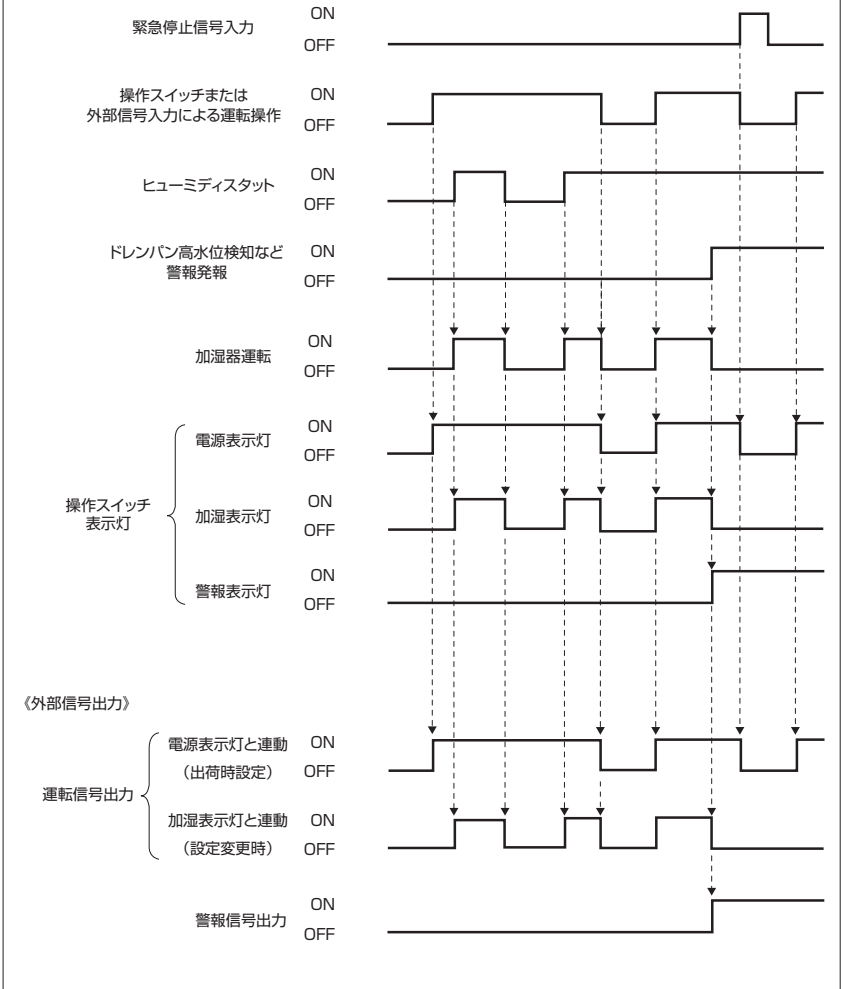 緊急停止信号入力
ON
OFF
操作スイッチまたは
外部信号入力による運転操作
ON
OFF
ヒューミディスタット
ON
OFF
ドレンパン高水位検知など
警報発報
ON
OFF
加湿器運転
ON
OFF
操作スイッチ
表示灯
電源表示灯
ON
OFF
加湿表示灯
ON
OFF
警報表示灯
ON
OFF
《外部信号出力》
運転信号出力
電源表示灯と連動
(出荷時設定)
ON
OFF
加湿表示灯と連動
(設定変更時)
ON
OFF
警報信号出力
ON
OFF